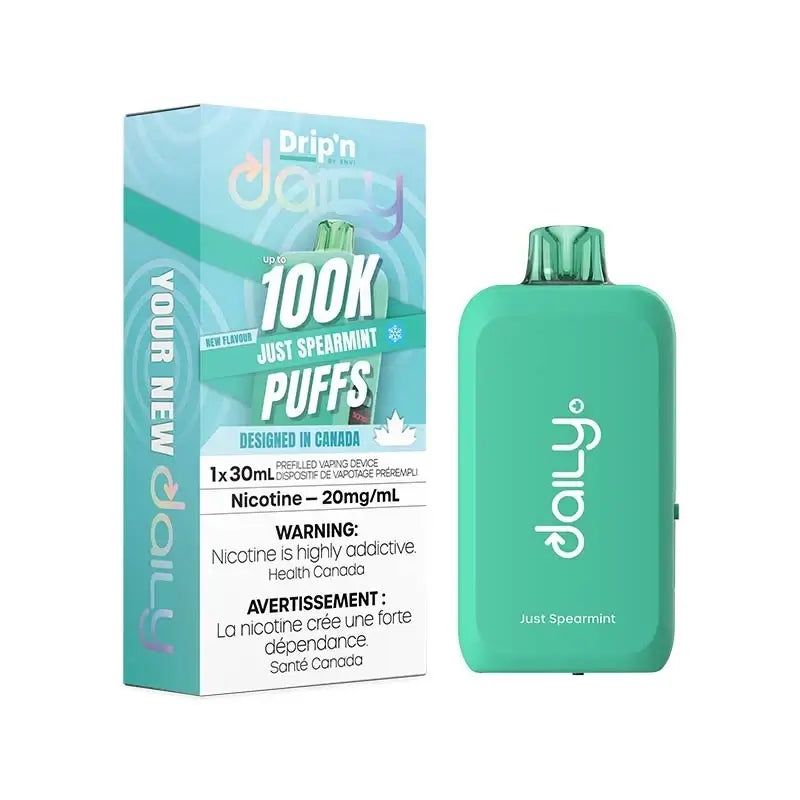 Drip'n
BY ENVI
daily
up to
100K
NEW FLAVOUR
JUST SPEARMINT
PUFFS
DESIGNED IN CANADA
1 x 30mL PREFILLED VAPING DEVICE
DISPOSITIF DE VAPOTAGE PRÉREMPLI
Nicotine – 20mg/mL
WARNING:
Nicotine is highly addictive.
Health Canada
AVERTISSEMENT :
La nicotine crée une forte
dépendance.
Santé Canada
YOUR NEW daily
daily
Just Spearmint